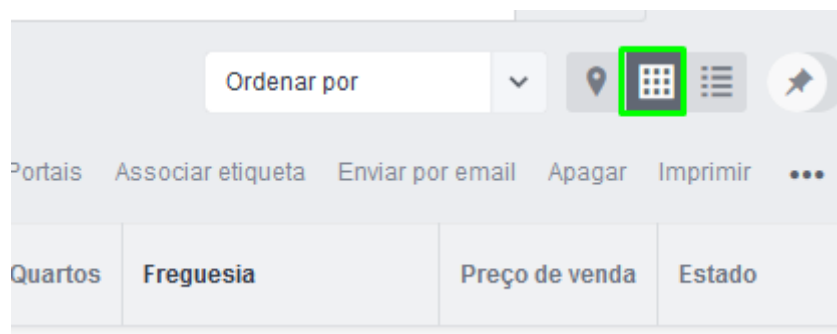 Ordenar por
Portais Associar etiqueta Enviar por email Apagar Imprimir
Quartos Freguesia Preço de venda Estado